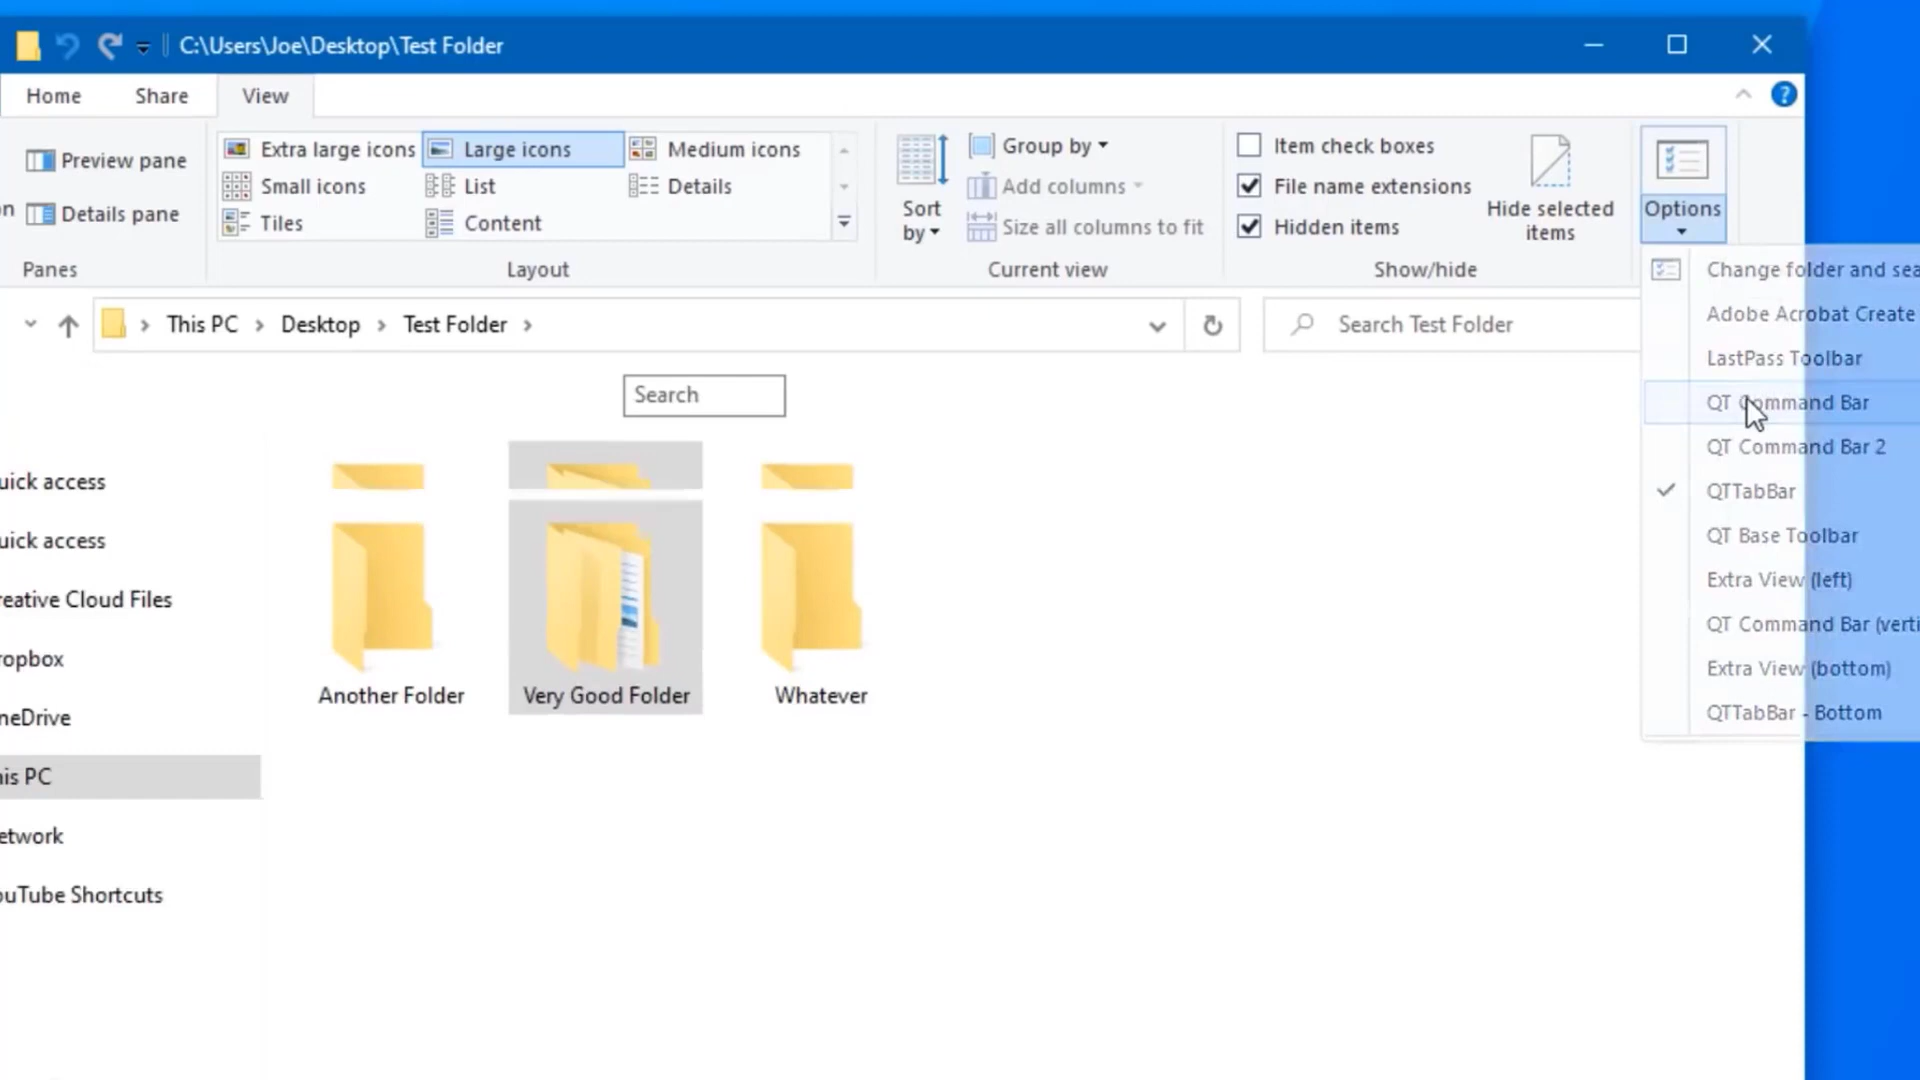 C:\Users\Joe\Desktop\Test Folder
Home Share View
Preview pane
Details pane
Panes
Extra large icons Large icons Medium icons
Small icons List Details
Tiles Content
Layout
Sort by
Group by
Add columns
Size all columns to fit
Current view
Item check boxes
File name extensions
Hidden items
Hide selected items
Show/hide
Options
This PC > Desktop > Test Folder >
Search Test Folder
Search
Change folder and sea
Adobe Acrobat Create
LastPass Toolbar
QT Command Bar
QT Command Bar 2
QTTabBar
QT Base Toolbar
Extra View (left)
QT Command Bar (verti
Extra View (bottom)
QTTabBar - Bottom
uick access
uick access
reative Cloud Files
ropbox
neDrive
his PC
etwork
ouTube Shortcuts
Another Folder
Very Good Folder
Whatever